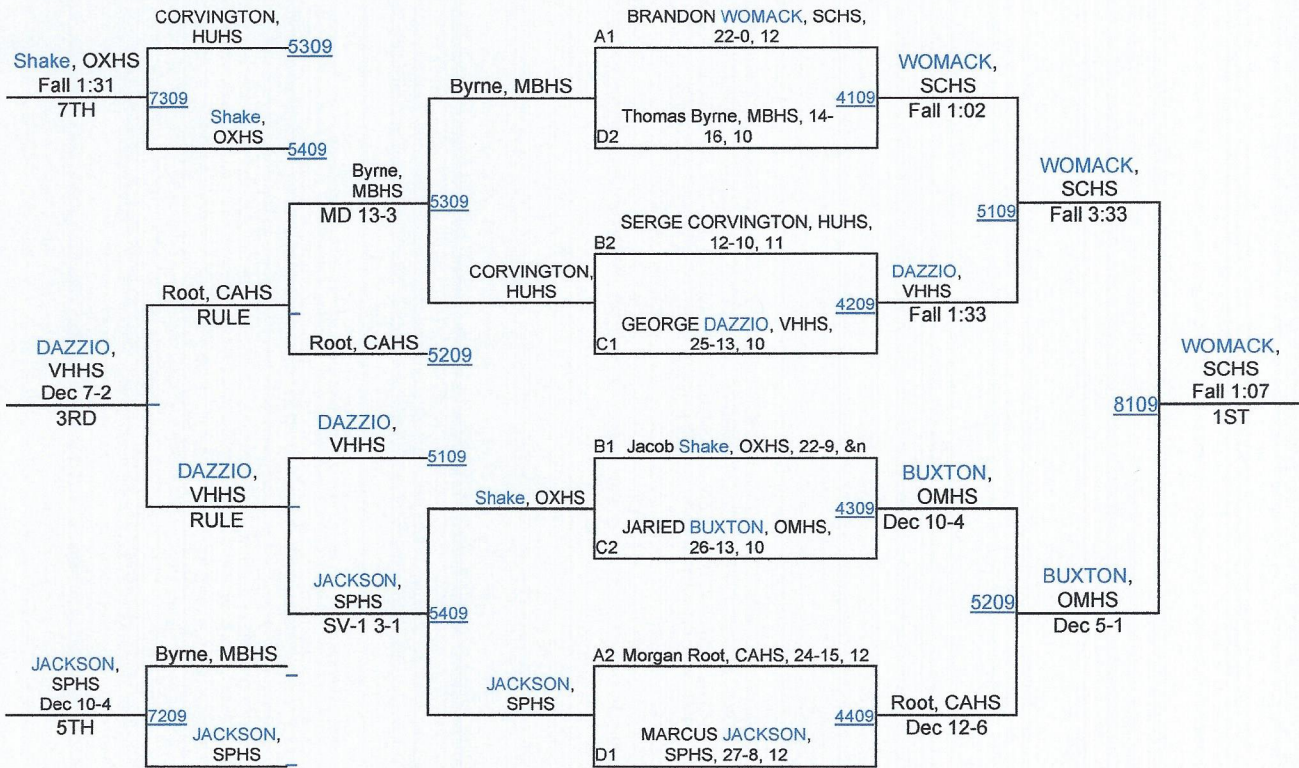 CORVINGTON,
HUHS
5309
Shake, OXHS
Fall 1:31
7TH
7309
Shake,
OXHS
5409
Byrne,
MBHS
MD 13-3
5309
Root, CAHS
RULE
Root, CAHS
5209
DAZZIO,
VHHS
Dec 7-2
3RD
DAZZIO,
VHHS
5109
DAZZIO,
VHHS
RULE
JACKSON,
SPHS
SV-1 3-1
5409
JACKSON,
SPHS
Dec 10-4
5TH
Byrne, MBHS
7209
JACKSON,
SPHS
Byrne, MBHS
CORVINGTON,
HUHS
Shake, OXHS
JACKSON,
SPHS
BRANDON WOMACK, SCHS,
22-0, 12
A1
4109
Thomas Byrne, MBHS, 14-
16, 10
D2
SERGE CORVINGTON, HUHS,
12-10, 11
B2
4209
GEORGE DAZZIO, VHHS,
25-13, 10
C1
B1 Jacob Shake, OXHS, 22-9, &n
4309
JARIED BUXTON, OMHS,
26-13, 10
C2
A2 Morgan Root, CAHS, 24-15, 12
4409
MARCUS JACKSON,
SPHS, 27-8, 12
D1
WOMACK,
SCHS
Fall 1:02
5109
DAZZIO,
VHHS
Fall 1:33
BUXTON,
OMHS
Dec 10-4
5209
Root, CAHS
Dec 12-6
WOMACK,
SCHS
Fall 3:33
8109
BUXTON,
OMHS
Dec 5-1
WOMACK,
SCHS
Fall 1:07
1ST